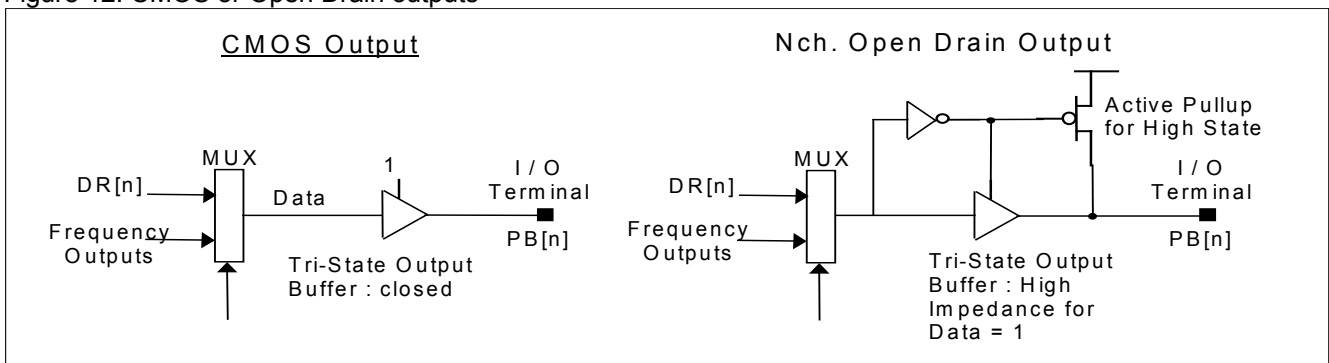 Figure 12. CMOS or Open Drain outputs
CMOS Output
MUX
DR[n]
Frequency
Outputs
Data
1
I / O
Terminal
PB[n]
Tri-State Output
Buffer : closed
Nch. Open Drain Output
Active Pullup
for High State
MUX
DR[n]
Frequency
Outputs
I / O
Terminal
PB[n]
Tri-State Output
Buffer : High
Impedance for
Data = 1